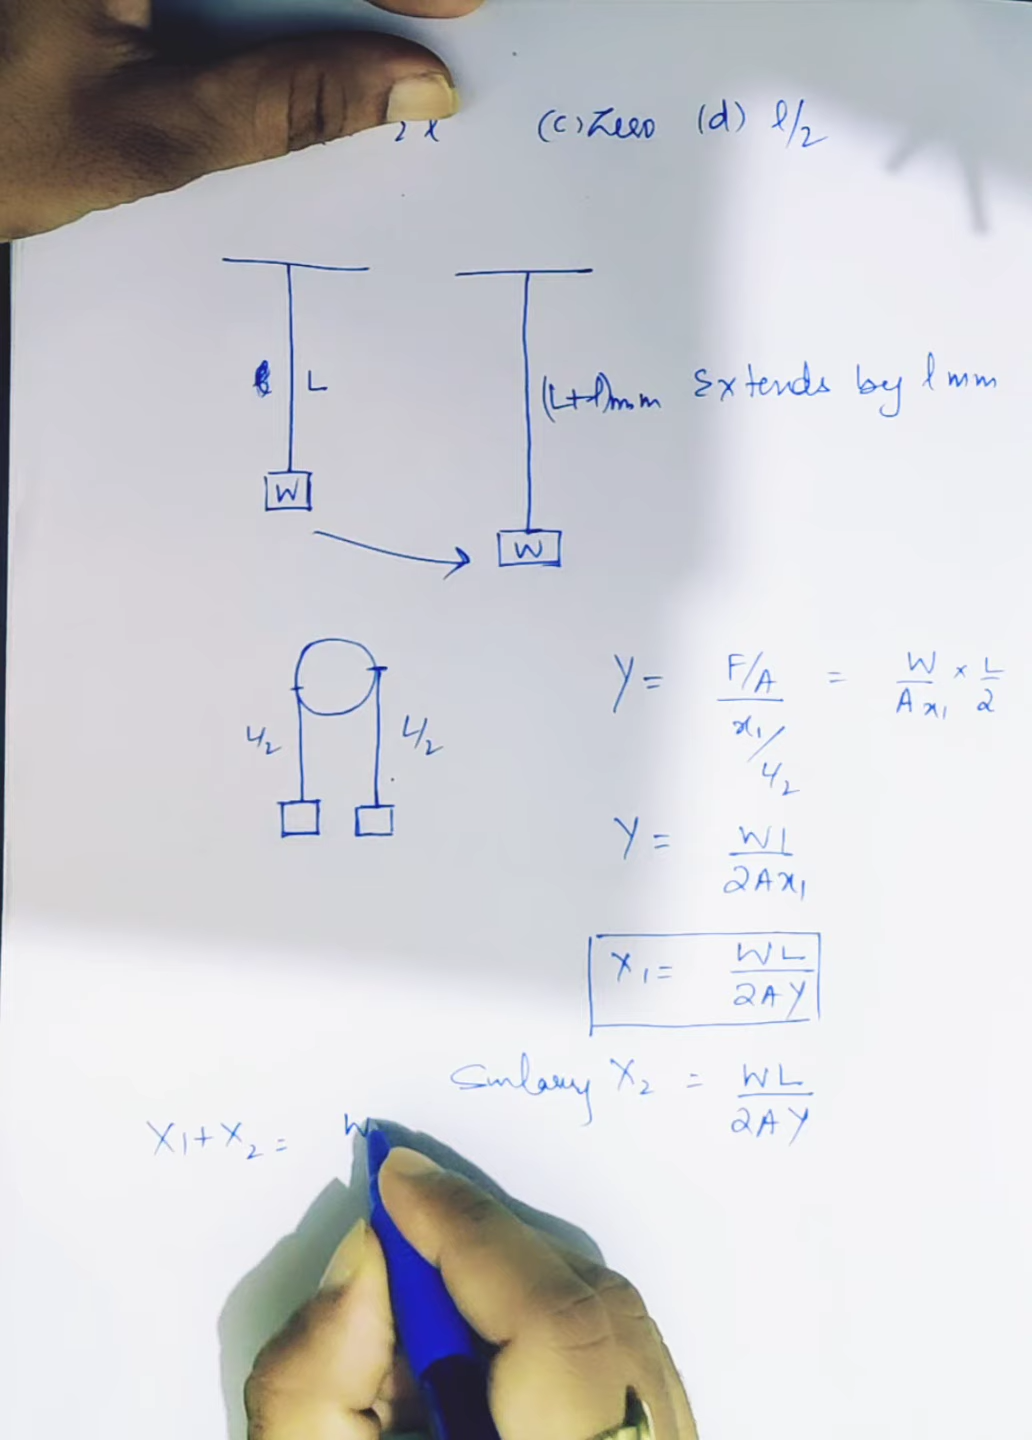 2l (c) Zero (d) l/2
L (L+l)mm Extends by l mm
W
W
L/2 L/2
Y = F/A / x₁/L/2 = W/Ax₁ × L/2
Y = WL/2Ax₁
X₁ = WL/2AY
X₂ = WL/2AY
X₁+X₂ = W